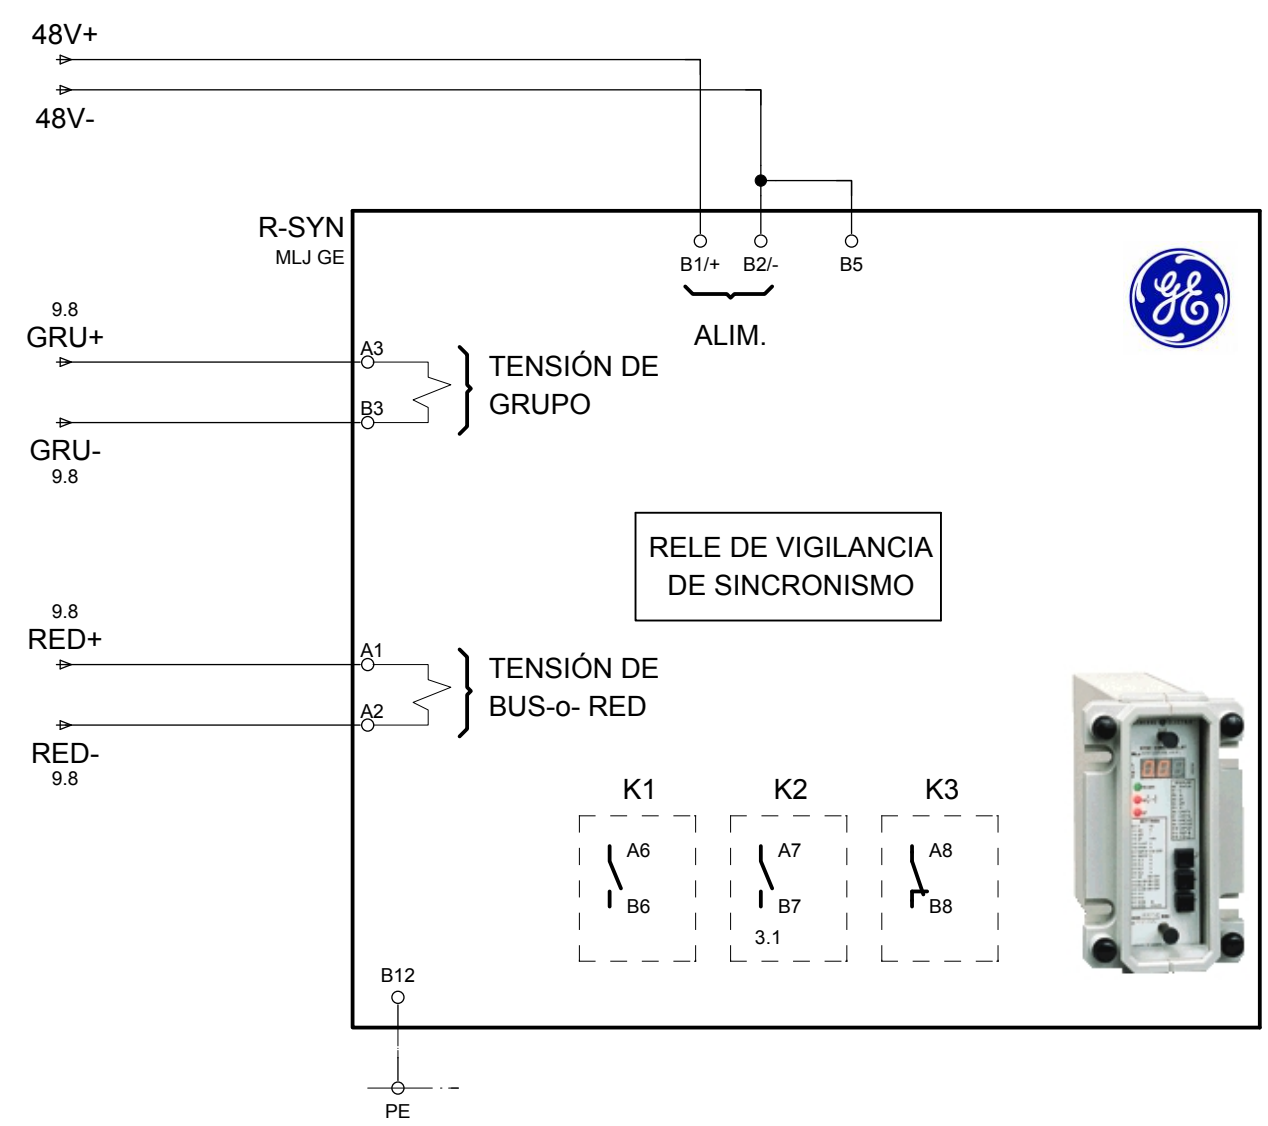 48V+
48V-
R-SYN
MLJ GE
B1/+ B2/- B5
ALIM.
GE
9.8
GRU+
A3
TENSIÓN DE
GRUPO
B3
GRU-
9.8
RELE DE VIGILANCIA
DE SINCRONISMO
9.8
RED+
A1
TENSIÓN DE
BUS-o- RED
A2
RED-
9.8
K1 K2 K3
A6 A7 A8
B6 B7 B8
3.1
B12
PE